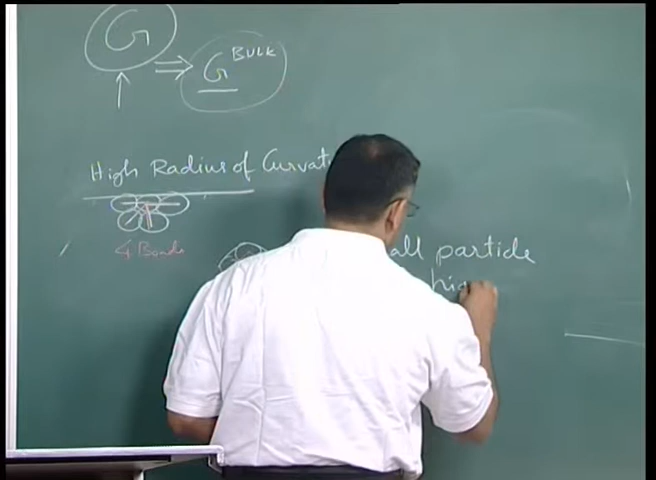 G
G BULK
High Radius of Curvat
4 Bonds
all particle
hig